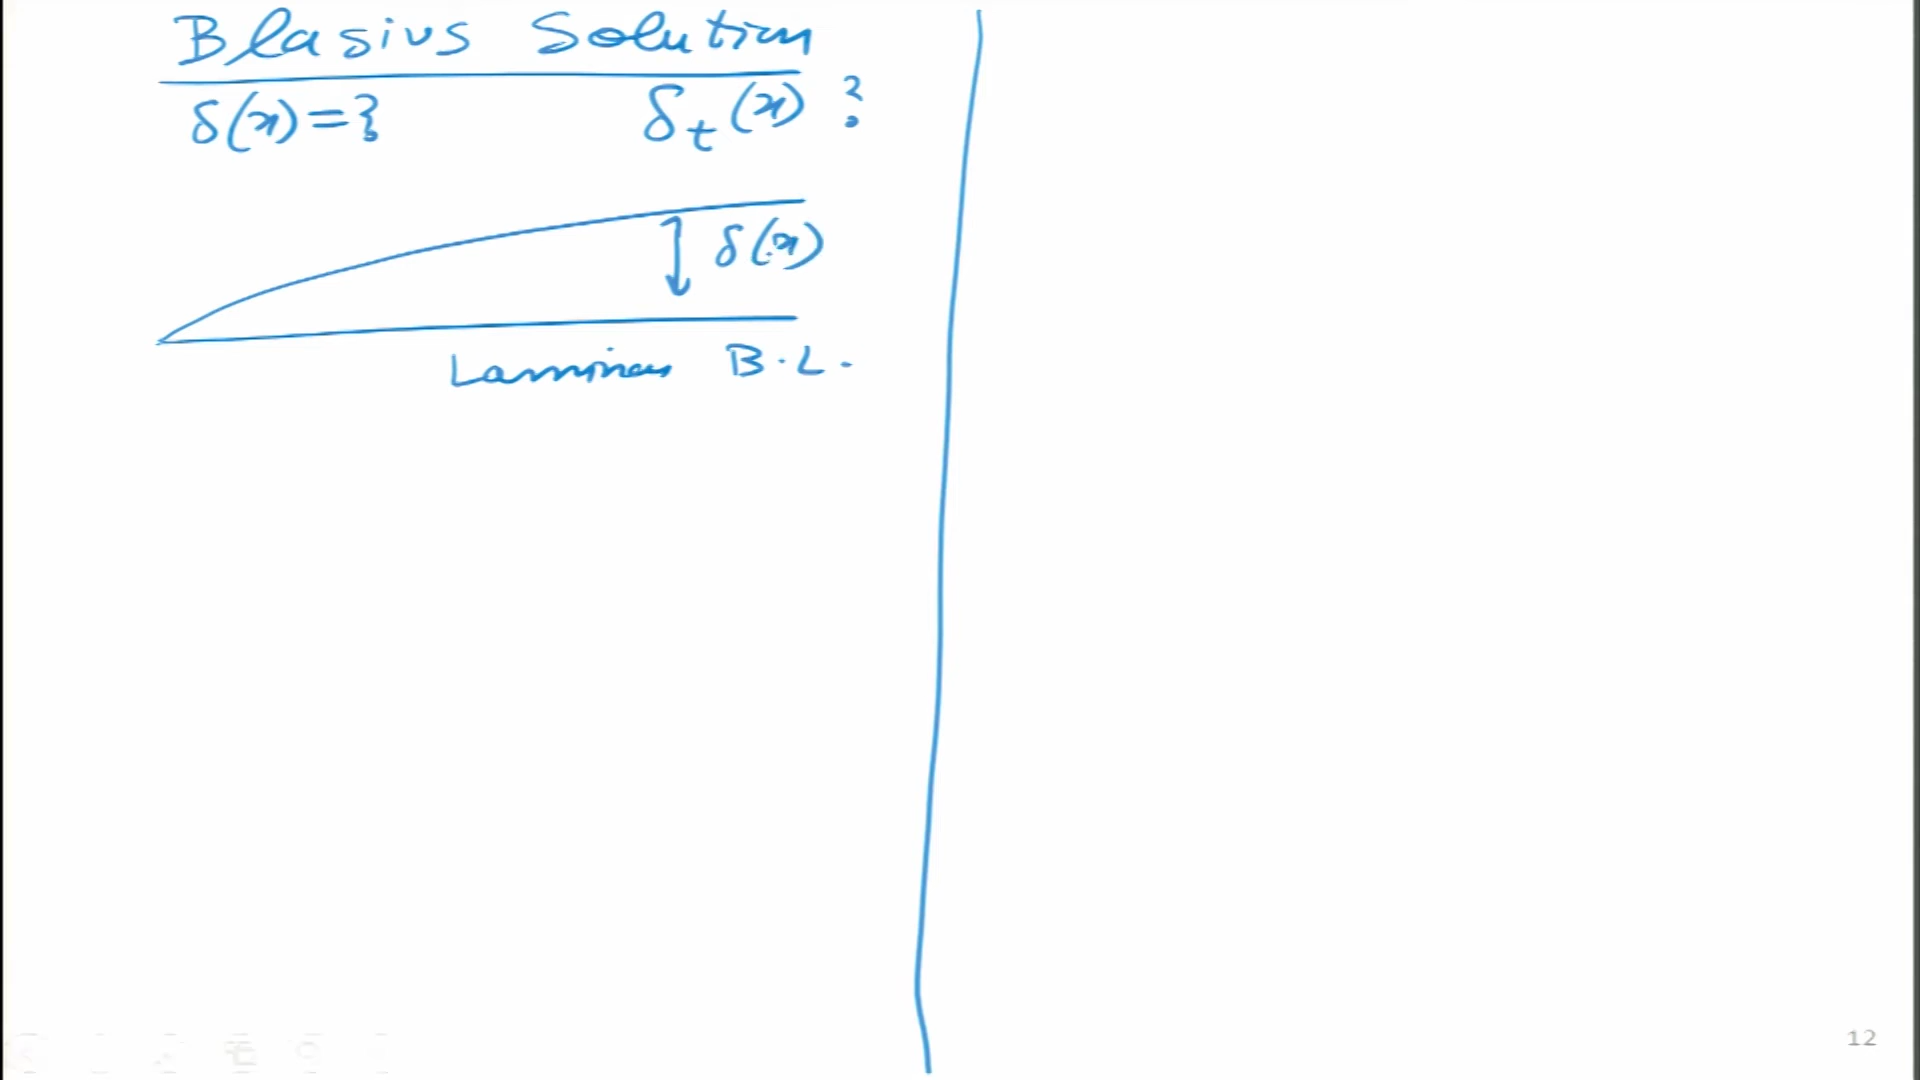 Blasius Solution
δ(x)=? δt(x) ?
δ(x)
Laminar B.L.
12